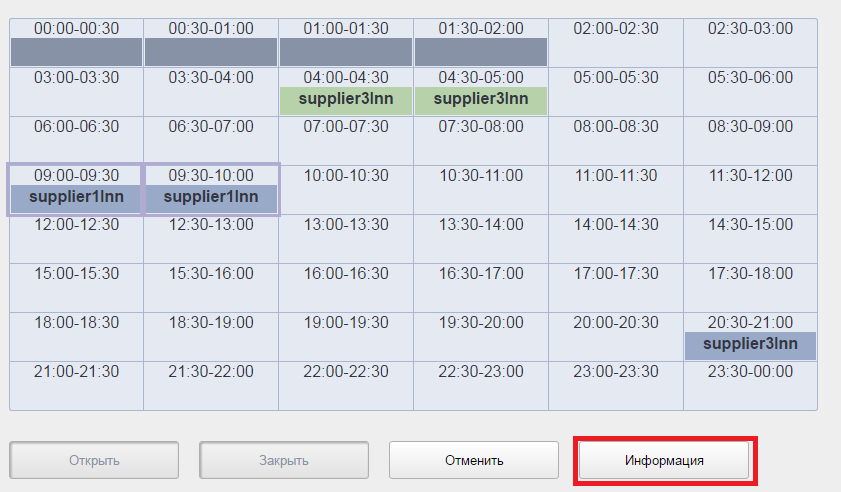 00:00-00:30 00:30-01:00 01:00-01:30 01:30-02:00 02:00-02:30 02:30-03:00
03:00-03:30 03:30-04:00 04:00-04:30 04:30-05:00 05:00-05:30 05:30-06:00
supplier3Inn supplier3Inn
06:00-06:30 06:30-07:00 07:00-07:30 07:30-08:00 08:00-08:30 08:30-09:00
09:00-09:30 09:30-10:00 10:00-10:30 10:30-11:00 11:00-11:30 11:30-12:00
supplier1Inn supplier1Inn
12:00-12:30 12:30-13:00 13:00-13:30 13:30-14:00 14:00-14:30 14:30-15:00
15:00-15:30 15:30-16:00 16:00-16:30 16:30-17:00 17:00-17:30 17:30-18:00
18:00-18:30 18:30-19:00 19:00-19:30 19:30-20:00 20:00-20:30 20:30-21:00
supplier3Inn
21:00-21:30 21:30-22:00 22:00-22:30 22:30-23:00 23:00-23:30 23:30-00:00
Открыть Закрыть Отменить Информация